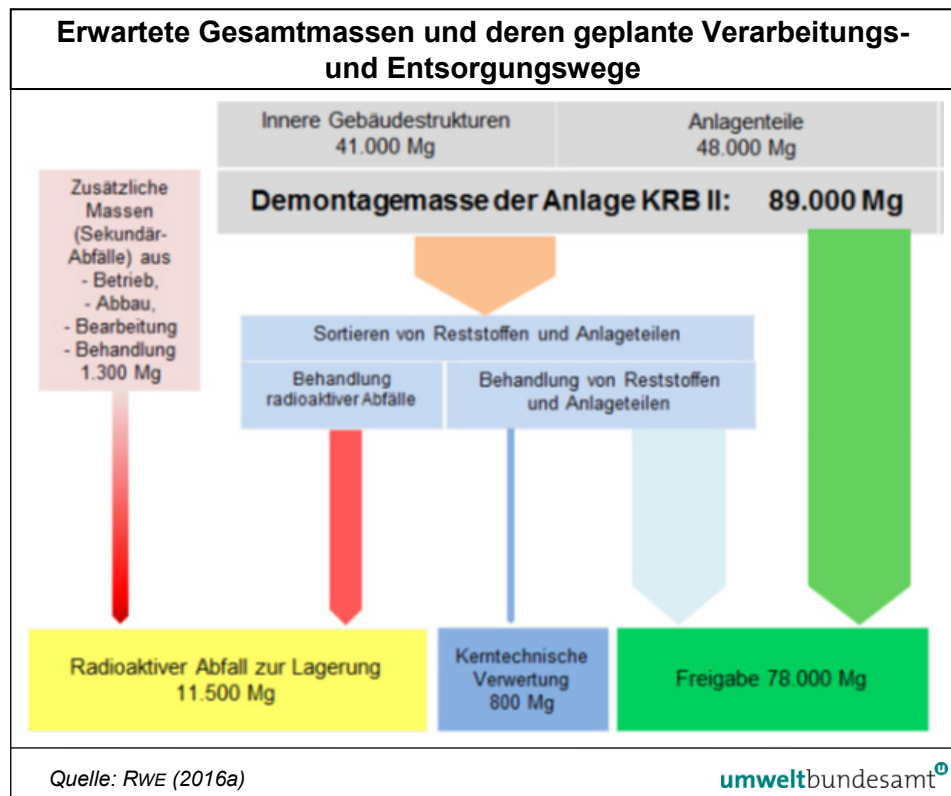 Erwartete Gesamtmassen und deren geplante Verarbeitungs-
und Entsorgungswege
Innere Gebäudestrukturen
41.000 Mg
Anlagenteile
48.000 Mg
Demontagemasse der Anlage KRB II: 89.000 Mg
Zusätzliche
Massen
(Sekundär-
Abfälle) aus
- Betrieb,
- Abbau,
- Bearbeitung
- Behandlung
1.300 Mg
Sortieren von Reststoffen und Anlageteilen
Behandlung
radioaktiver Abfälle
Behandlung von Reststoffen
und Anlageteilen
Radioaktiver Abfall zur Lagerung
11.500 Mg
Kerntechnische
Verwertung
800 Mg
Freigabe 78.000 Mg
Quelle: RWE (2016a)
umweltbundesamt u